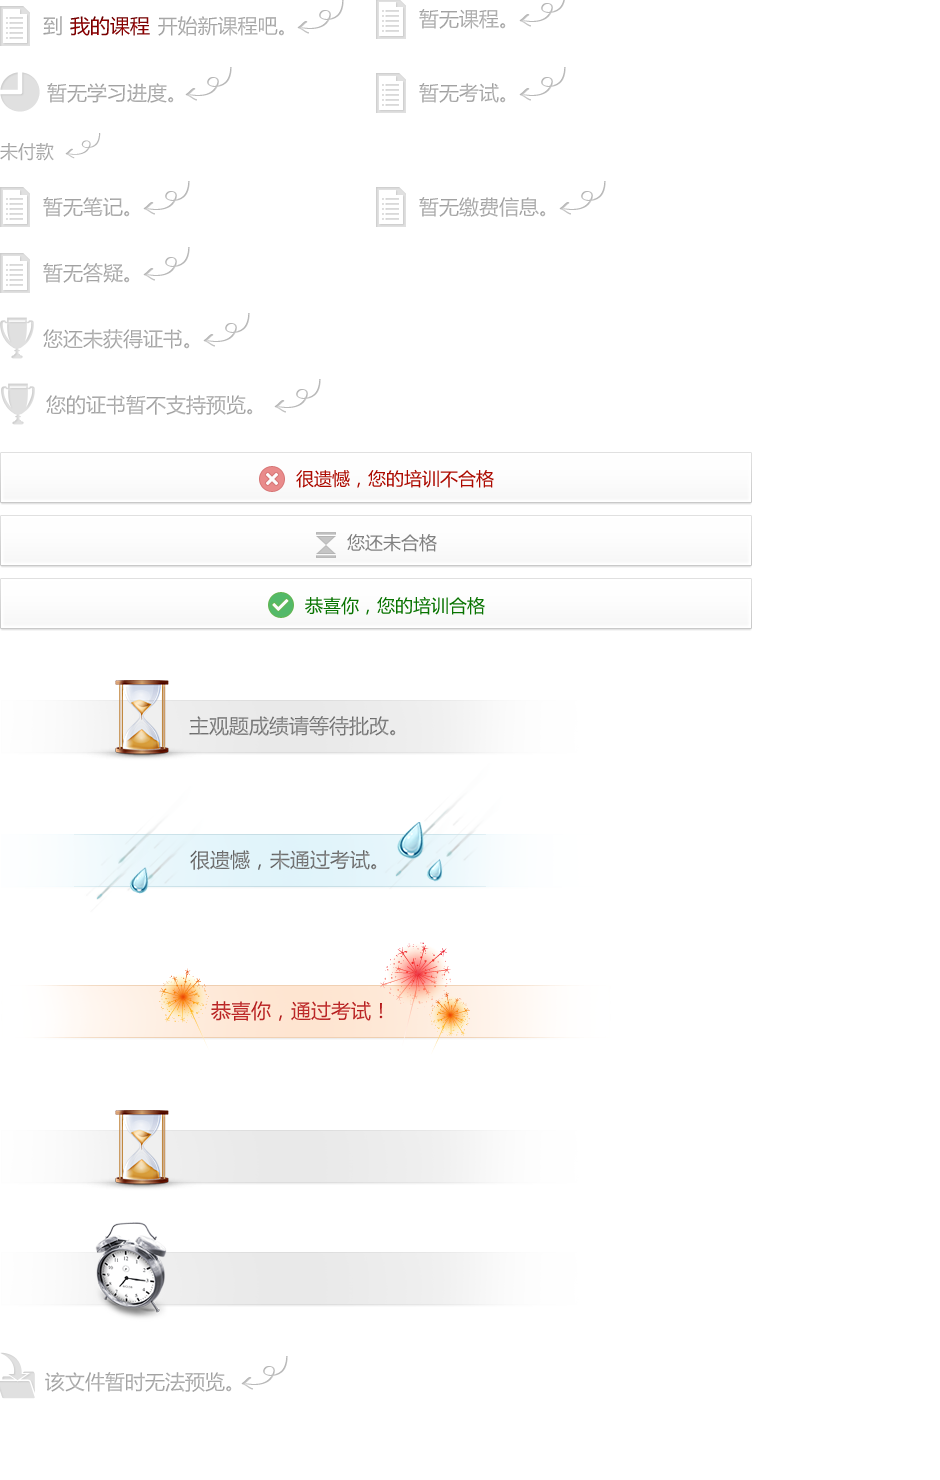 到 我的课程 开始新课程吧。
暂无课程。
暂无学习进度。
暂无考试。
未付款
暂无笔记。
暂无缴费信息。
暂无答疑。
您还未获得证书。
您的证书暂不支持预览。
很遗憾，您的培训不合格
您还未合格
恭喜你，您的培训合格
主观题成绩请等待批改。
很遗憾，未通过考试。
恭喜你，通过考试！
该文件暂时无法预览。